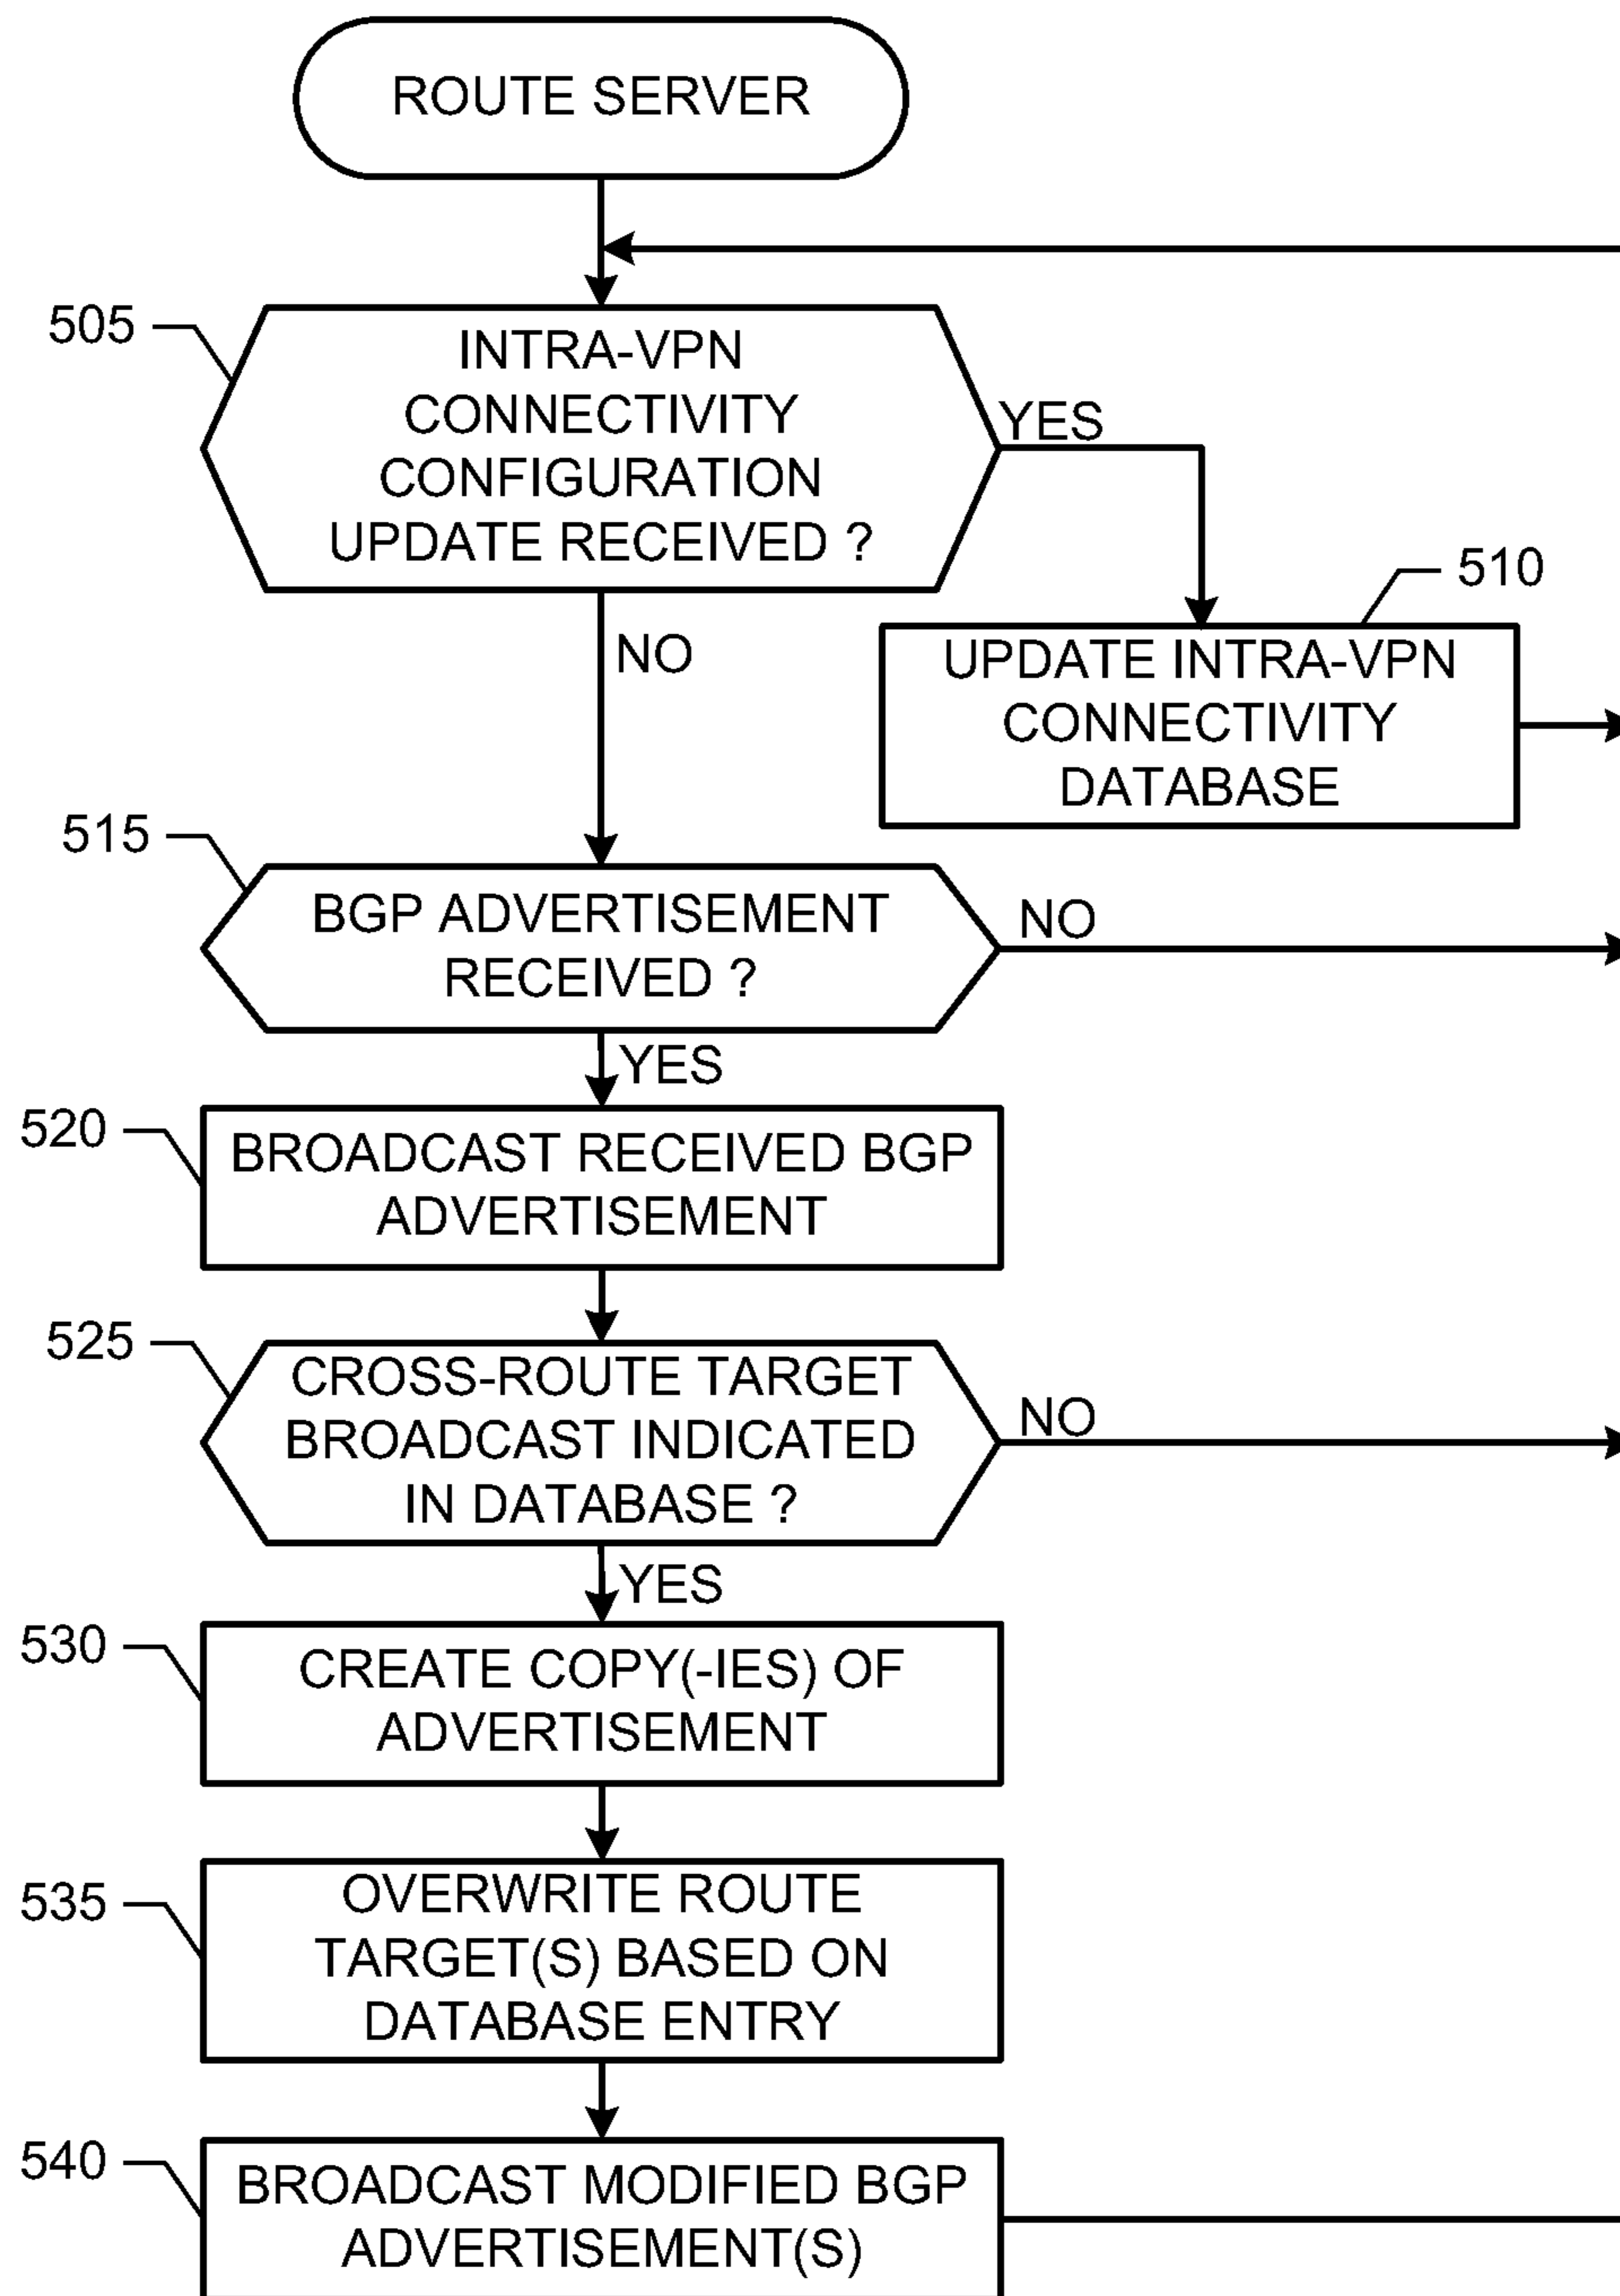 ROUTE SERVER
505
INTRA-VPN
CONNECTIVITY
CONFIGURATION
UPDATE RECEIVED ?
YES
NO
510
UPDATE INTRA-VPN
CONNECTIVITY
DATABASE
515
BGP ADVERTISEMENT
RECEIVED ?
NO
YES
520
BROADCAST RECEIVED BGP
ADVERTISEMENT
525
CROSS-ROUTE TARGET
BROADCAST INDICATED
IN DATABASE ?
NO
YES
530
CREATE COPY(-IES) OF
ADVERTISEMENT
535
OVERWRITE ROUTE
TARGET(S) BASED ON
DATABASE ENTRY
540
BROADCAST MODIFIED BGP
ADVERTISEMENT(S)